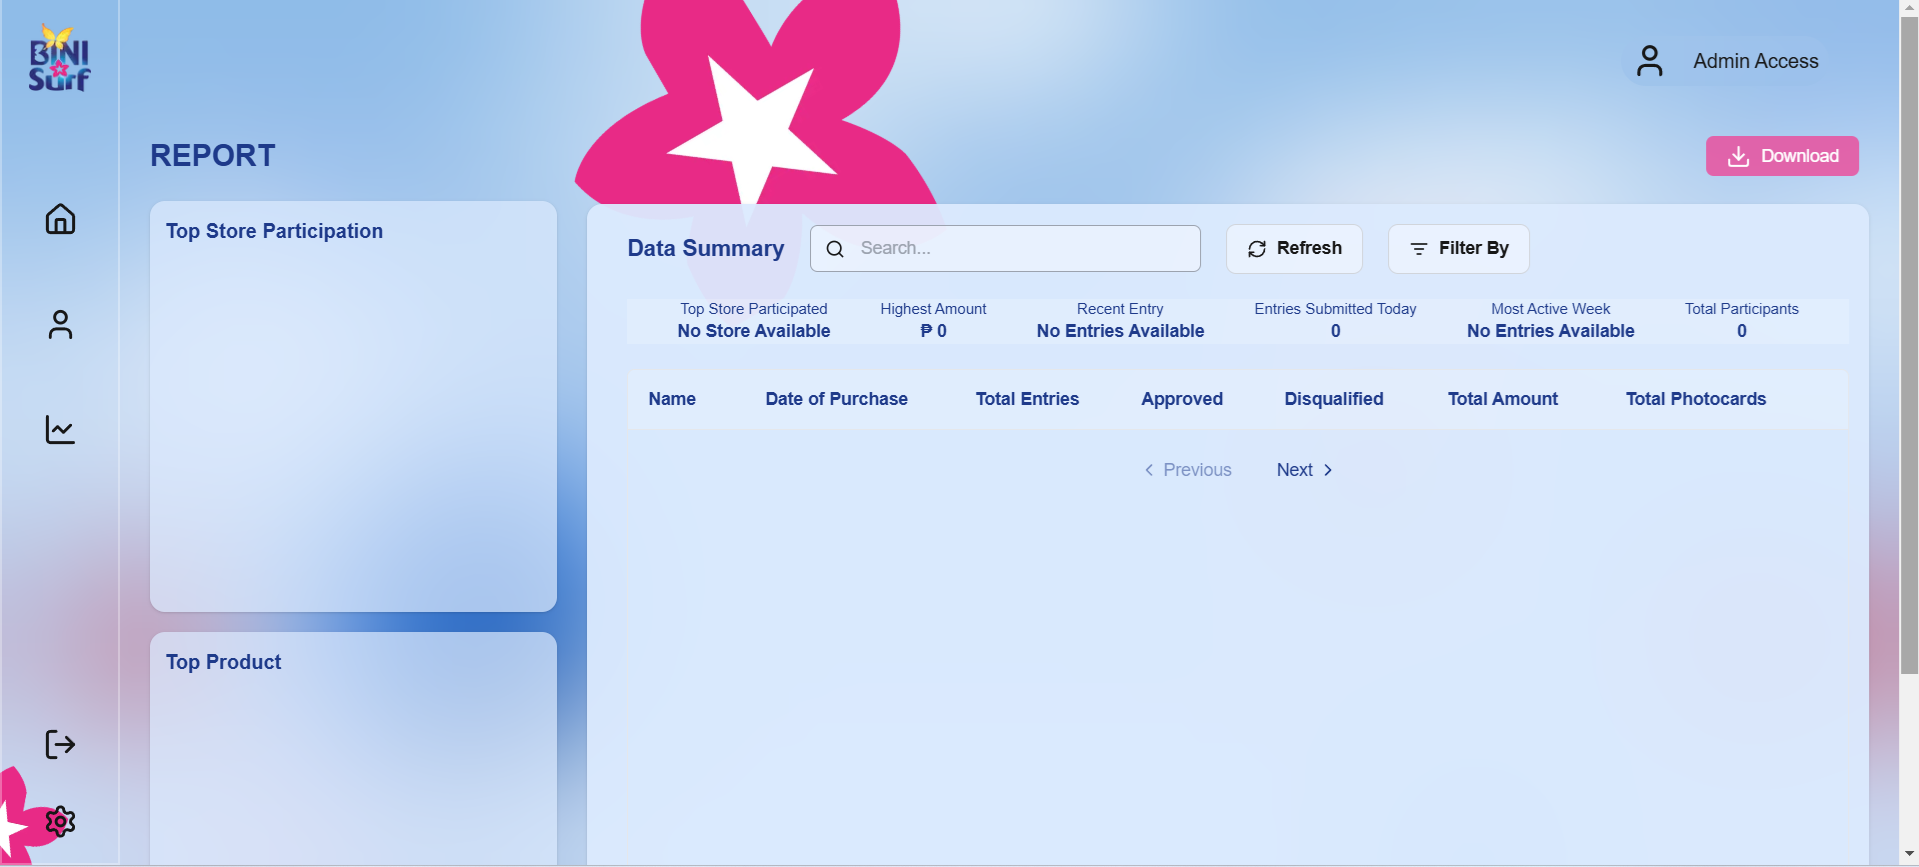 BINI
Surf
Admin Access
REPORT
Download
Top Store Participation
Data Summary
Search...
Refresh
Filter By
Top Store Participated
No Store Available
Highest Amount
₱ 0
Recent Entry
No Entries Available
Entries Submitted Today
0
Most Active Week
No Entries Available
Total Participants
0
Name Date of Purchase Total Entries Approved Disqualified Total Amount Total Photocards
Previous Next
Top Product